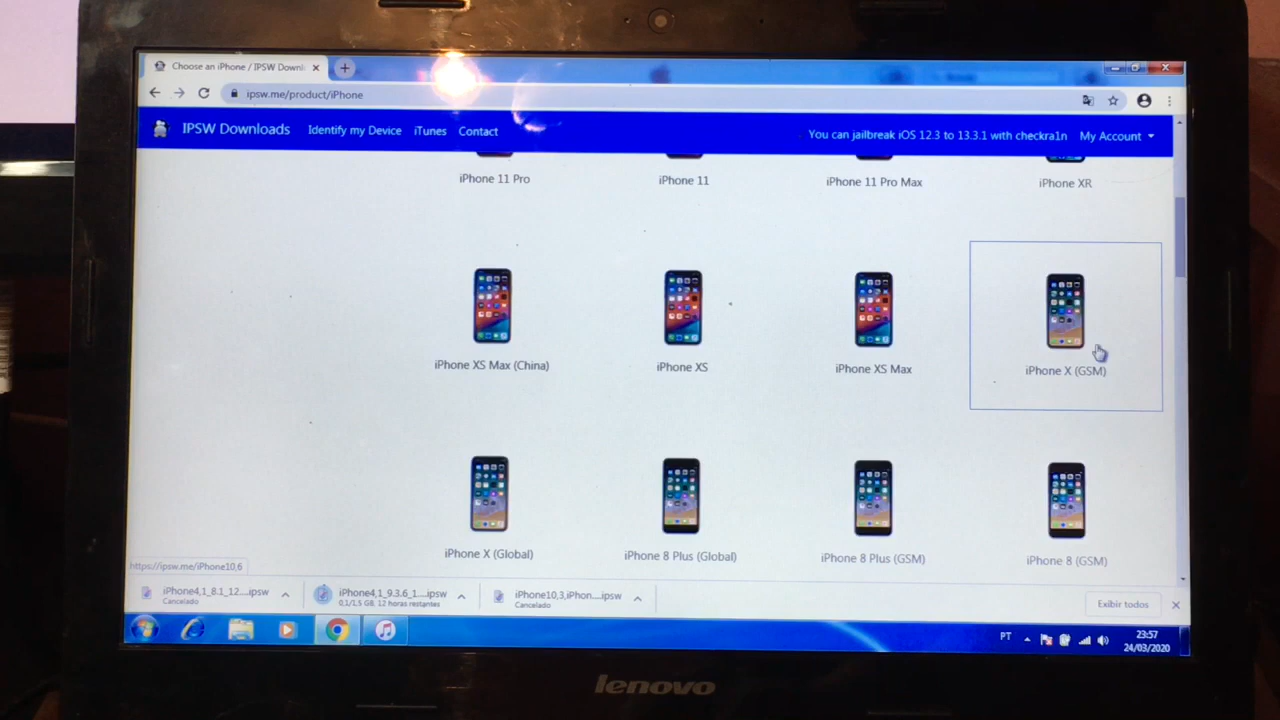 Choose an iPhone / IPSW Downl
ipsw.me/product/iPhone
IPSW Downloads
Identify my Device
iTunes
Contact
You can jailbreak iOS 12.3 to 13.3.1 with checkra1n
My Account
iPhone 11 Pro
iPhone 11
iPhone 11 Pro Max
iPhone XR
iPhone XS Max (China)
iPhone XS
iPhone XS Max
iPhone X (GSM)
iPhone X (Global)
iPhone 8 Plus (Global)
iPhone 8 Plus (GSM)
iPhone 8 (GSM)
https://ipsw.me/iPhone10,6
iPhone4,1_8.1_12....ipsw
Cancelado
iPhone4,1_9.3.6_1....ipsw
0,1/1,5 GB, 12 horas restantes
iPhone10,3,iPhon....ipsw
Cancelado
Exibir todos
PT
23:57
24/03/2020
lenovo